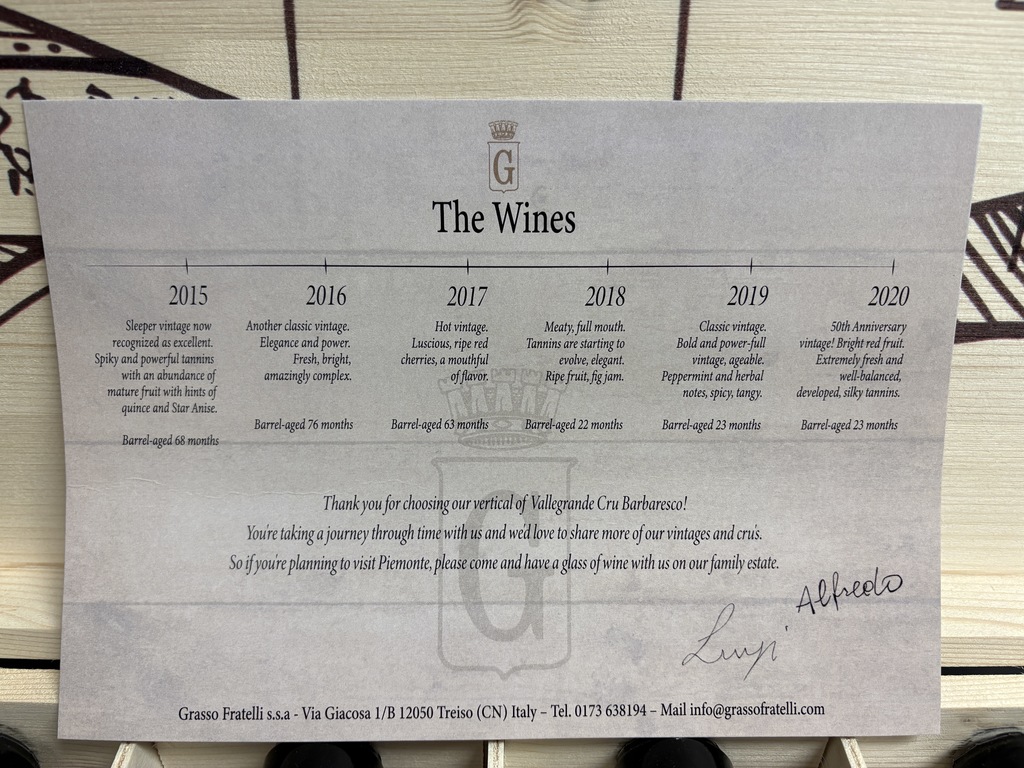 G
The Wines
2015
Sleeper vintage now
recognized as excellent.
Spiky and powerful tannins
with an abundance of
mature fruit with hints of
quince and Star Anise.
Barrel-aged 68 months
2016
Another classic vintage.
Elegance and power.
Fresh, bright,
amazingly complex.
Barrel-aged 76 months
2017
Hot vintage.
Luscious, ripe red
cherries, a mouthful
of flavor.
Barrel-aged 63 months
2018
Meaty, full mouth.
Tannins are starting to
evolve, elegant.
Ripe fruit, fig jam.
Barrel-aged 22 months
2019
Classic vintage.
Bold and power-full
vintage, ageable.
Peppermint and herbal
notes, spicy, tangy.
Barrel-aged 23 months
2020
50th Anniversary
vintage! Bright red fruit.
Extremely fresh and
well-balanced,
developed, silky tannins.
Barrel-aged 23 months
G
Thank you for choosing our vertical of Vallegrande Cru Barbaresco!
You're taking a journey through time with us and we'd love to share more of our vintages and cru's.
So if you're planning to visit Piemonte, please come and have a glass of wine with us on our family estate.
Alfredo
Luigi
Grasso Fratelli s.s.a - Via Giacosa 1/B 12050 Treiso (CN) Italy – Tel. 0173 638194 – Mail info@grassofratelli.com